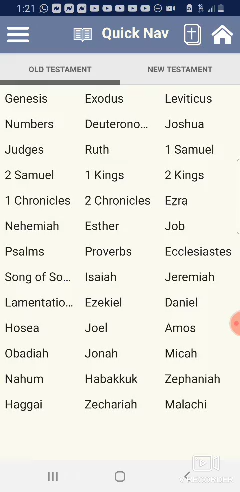 1:21
Quick Nav
OLD TESTAMENT NEW TESTAMENT
Genesis Exodus Leviticus
Numbers Deuterono... Joshua
Judges Ruth 1 Samuel
2 Samuel 1 Kings 2 Kings
1 Chronicles 2 Chronicles Ezra
Nehemiah Esther Job
Psalms Proverbs Ecclesiastes
Song of So... Isaiah Jeremiah
Lamentatio... Ezekiel Daniel
Hosea Joel Amos
Obadiah Jonah Micah
Nahum Habakkuk Zephaniah
Haggai Zechariah Malachi